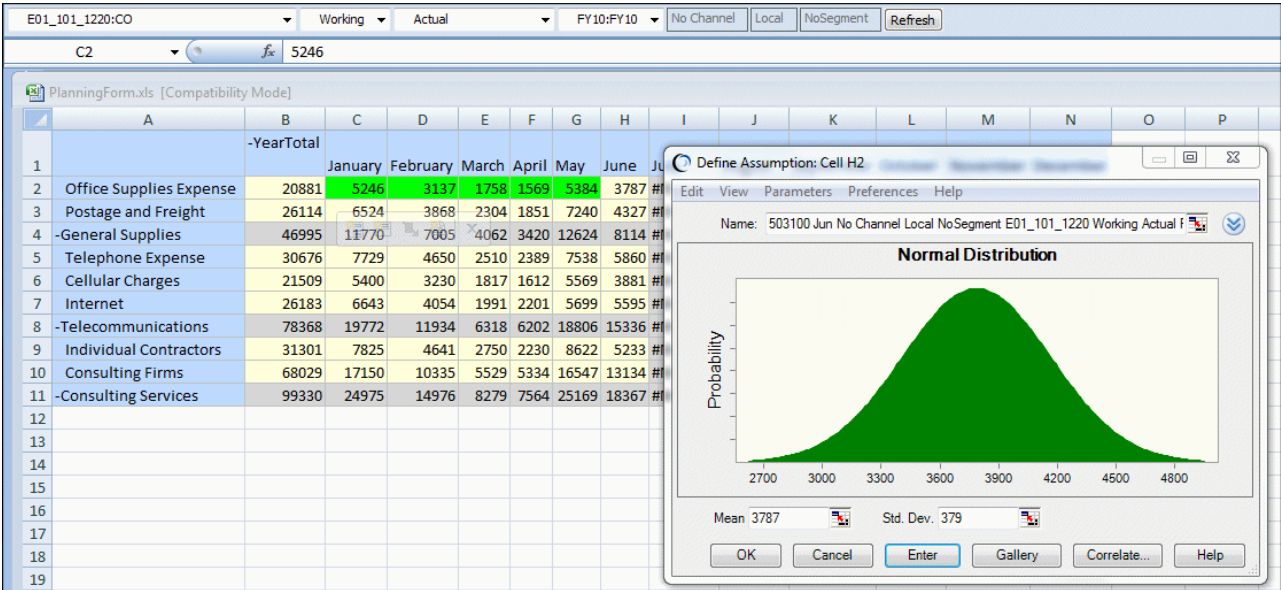 E01_101_1220:CO Working Actual FY10:FY10 No Channel Local NoSegment Refresh
C2 fx 5246
PlanningForm.xls [Compatibility Mode]
A B C D E F G H I J K L M N O P
-YearTotal
1 January February March April May June
2 Office Supplies Expense 20881 5246 3137 1758 1569 5384 3787
3 Postage and Freight 26114 6524 3868 2304 1851 7240 4327
4 -General Supplies 46995 11770 7005 4062 3420 12624 8114
5 Telephone Expense 30676 7729 4650 2510 2389 7538 5860
6 Cellular Charges 21509 5400 3230 1817 1612 5569 3881
7 Internet 26183 6643 4054 1991 2201 5699 5595
8 -Telecommunications 78368 19772 11934 6318 6202 18806 15336
9 Individual Contractors 31301 7825 4641 2750 2230 8622 5233
10 Consulting Firms 68029 17150 10335 5529 5334 16547 13134
11 -Consulting Services 99330 24975 14976 8279 7564 25169 18367
12
13
14
15
16
17
18
19
Define Assumption: Cell H2
Edit View Parameters Preferences Help
Name: 503100 Jun No Channel Local NoSegment E01_101_1220 Working Actual
Normal Distribution
Probability
2700 3000 3300 3600 3900 4200 4500 4800
Mean 3787 Std. Dev. 379
OK Cancel Enter Gallery Correlate... Help